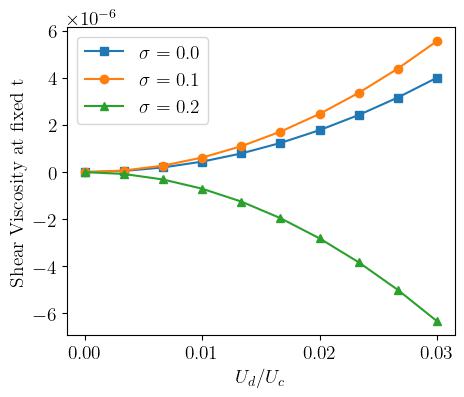 ×10⁻⁶
6
4
2
0
−2
−4
−6
Shear Viscosity at fixed t
σ = 0.0
σ = 0.1
σ = 0.2
0.00 0.01 0.02 0.03
U_d/U_c